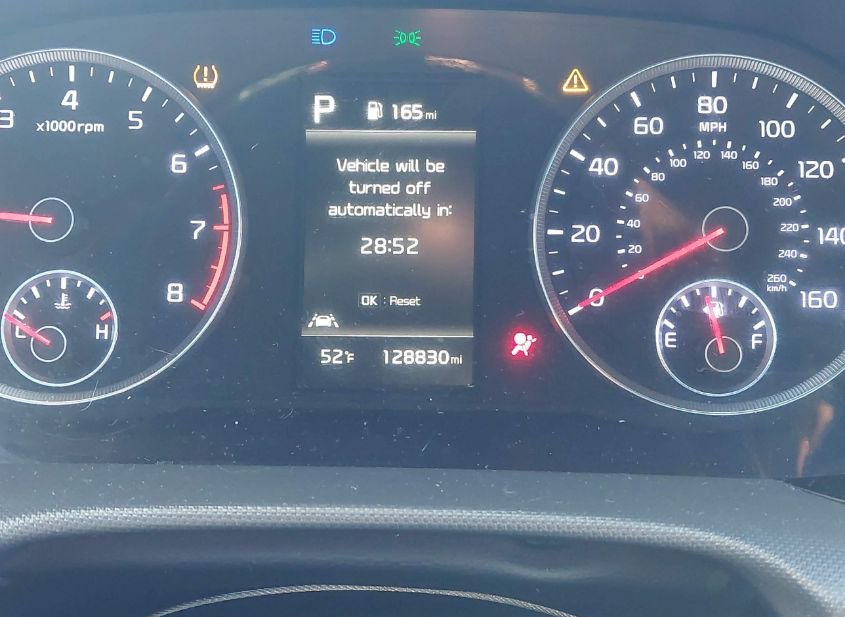 P 165mi
Vehicle will be
turned off
automatically in:
28:52
OK : Reset
52°F 128830mi
3 4 5 6 7 8
x1000rpm
L H
0 20 40 60 80 100 120 140 160
MPH
0 20 40 60 80 100 120 140 160 180 200 220 240 260
km/h
E F